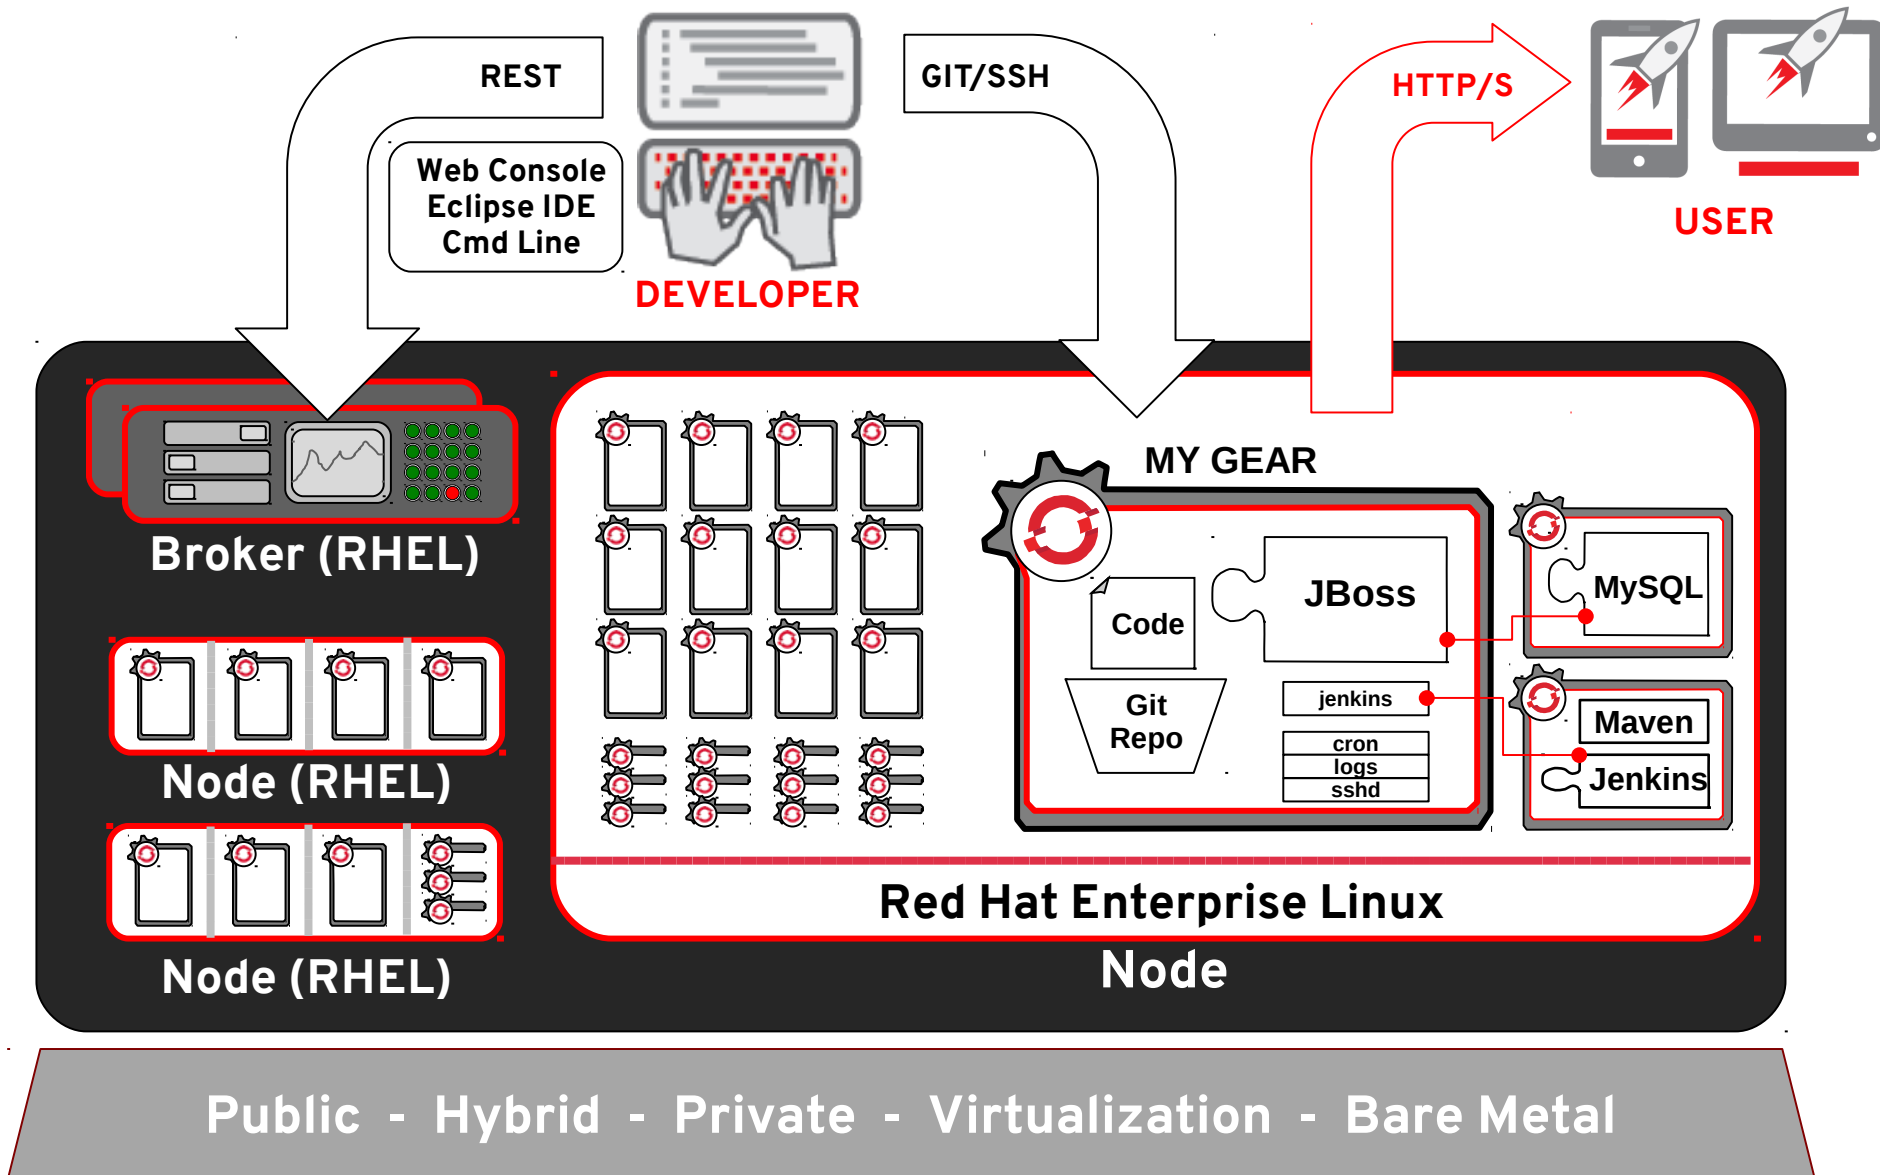 REST
GIT/SSH
HTTP/S
Web Console
Eclipse IDE
Cmd Line
DEVELOPER
USER
Broker (RHEL)
Node (RHEL)
Node (RHEL)
MY GEAR
Code
Git
Repo
JBoss
jenkins
cron
logs
sshd
MySQL
Maven
Jenkins
Red Hat Enterprise Linux
Node
Public - Hybrid - Private - Virtualization - Bare Metal